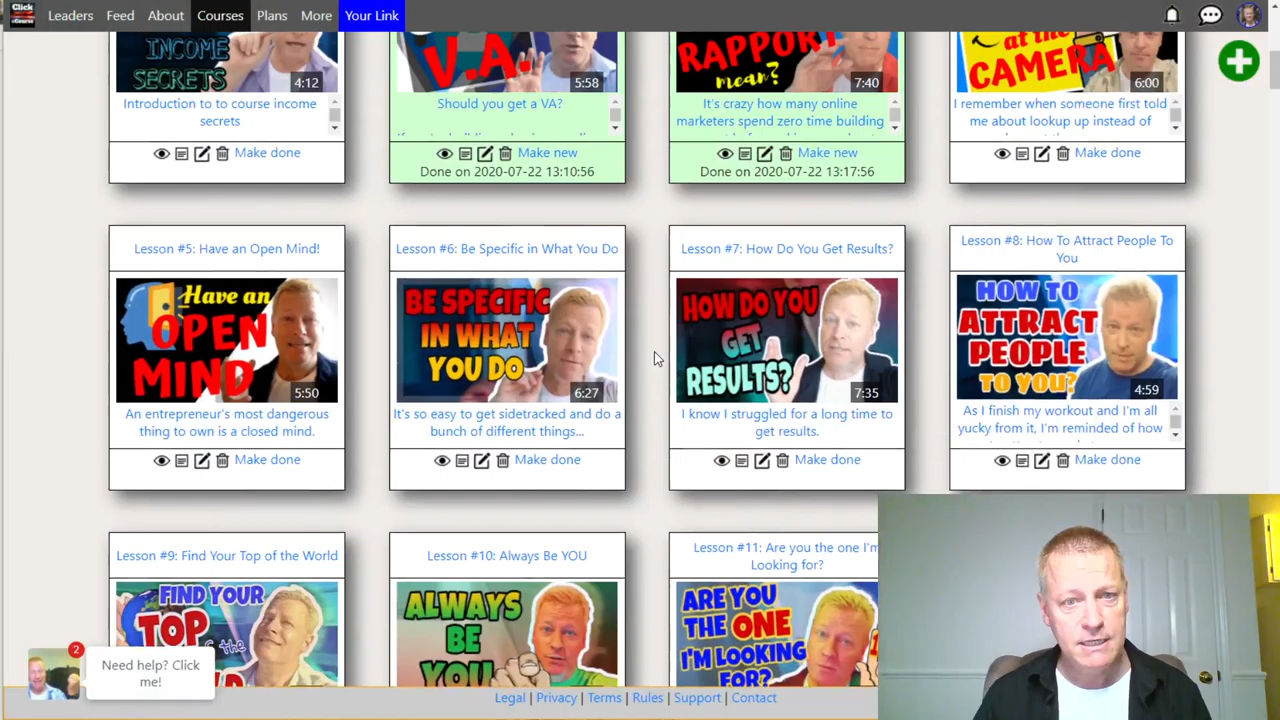 Click
eCourse
Leaders
Feed
About
Courses
Plans
More
Your Link
INCOME
SECRETS
4:12
Introduction to to course income
secrets
Make done
V.A.
5:58
Should you get a VA?
Make new
Done on 2020-07-22 13:10:56
RAPPORT
mean?
7:40
It's crazy how many online
marketers spend zero time building
Make new
Done on 2020-07-22 13:17:56
at the
CAMERA
6:00
I remember when someone first told
me about lookup up instead of
Make done
Lesson #5: Have an Open Mind!
Have an
OPEN
MIND
5:50
An entrepreneur's most dangerous
thing to own is a closed mind.
Make done
Lesson #6: Be Specific in What You Do
BE SPECIFIC
IN WHAT
YOU DO
6:27
It's so easy to get sidetracked and do a
bunch of different things...
Make done
Lesson #7: How Do You Get Results?
HOW DO YOU
GET
RESULTS?
7:35
I know I struggled for a long time to
get results.
Make done
Lesson #8: How To Attract People To
You
HOW TO
ATTRACT
PEOPLE
TO YOU?
4:59
As I finish my workout and I'm all
yucky from it, I'm reminded of how
Make done
Lesson #9: Find Your Top of the World
FIND YOUR
TOP
of the
Lesson #10: Always Be YOU
ALWAYS
BE
YOU
Lesson #11: Are you the one I'm
Looking for?
ARE YOU
THE ONE
I'M LOOKING
FOR?
2
Need help? Click
me!
Legal | Privacy | Terms | Rules | Support | Contact